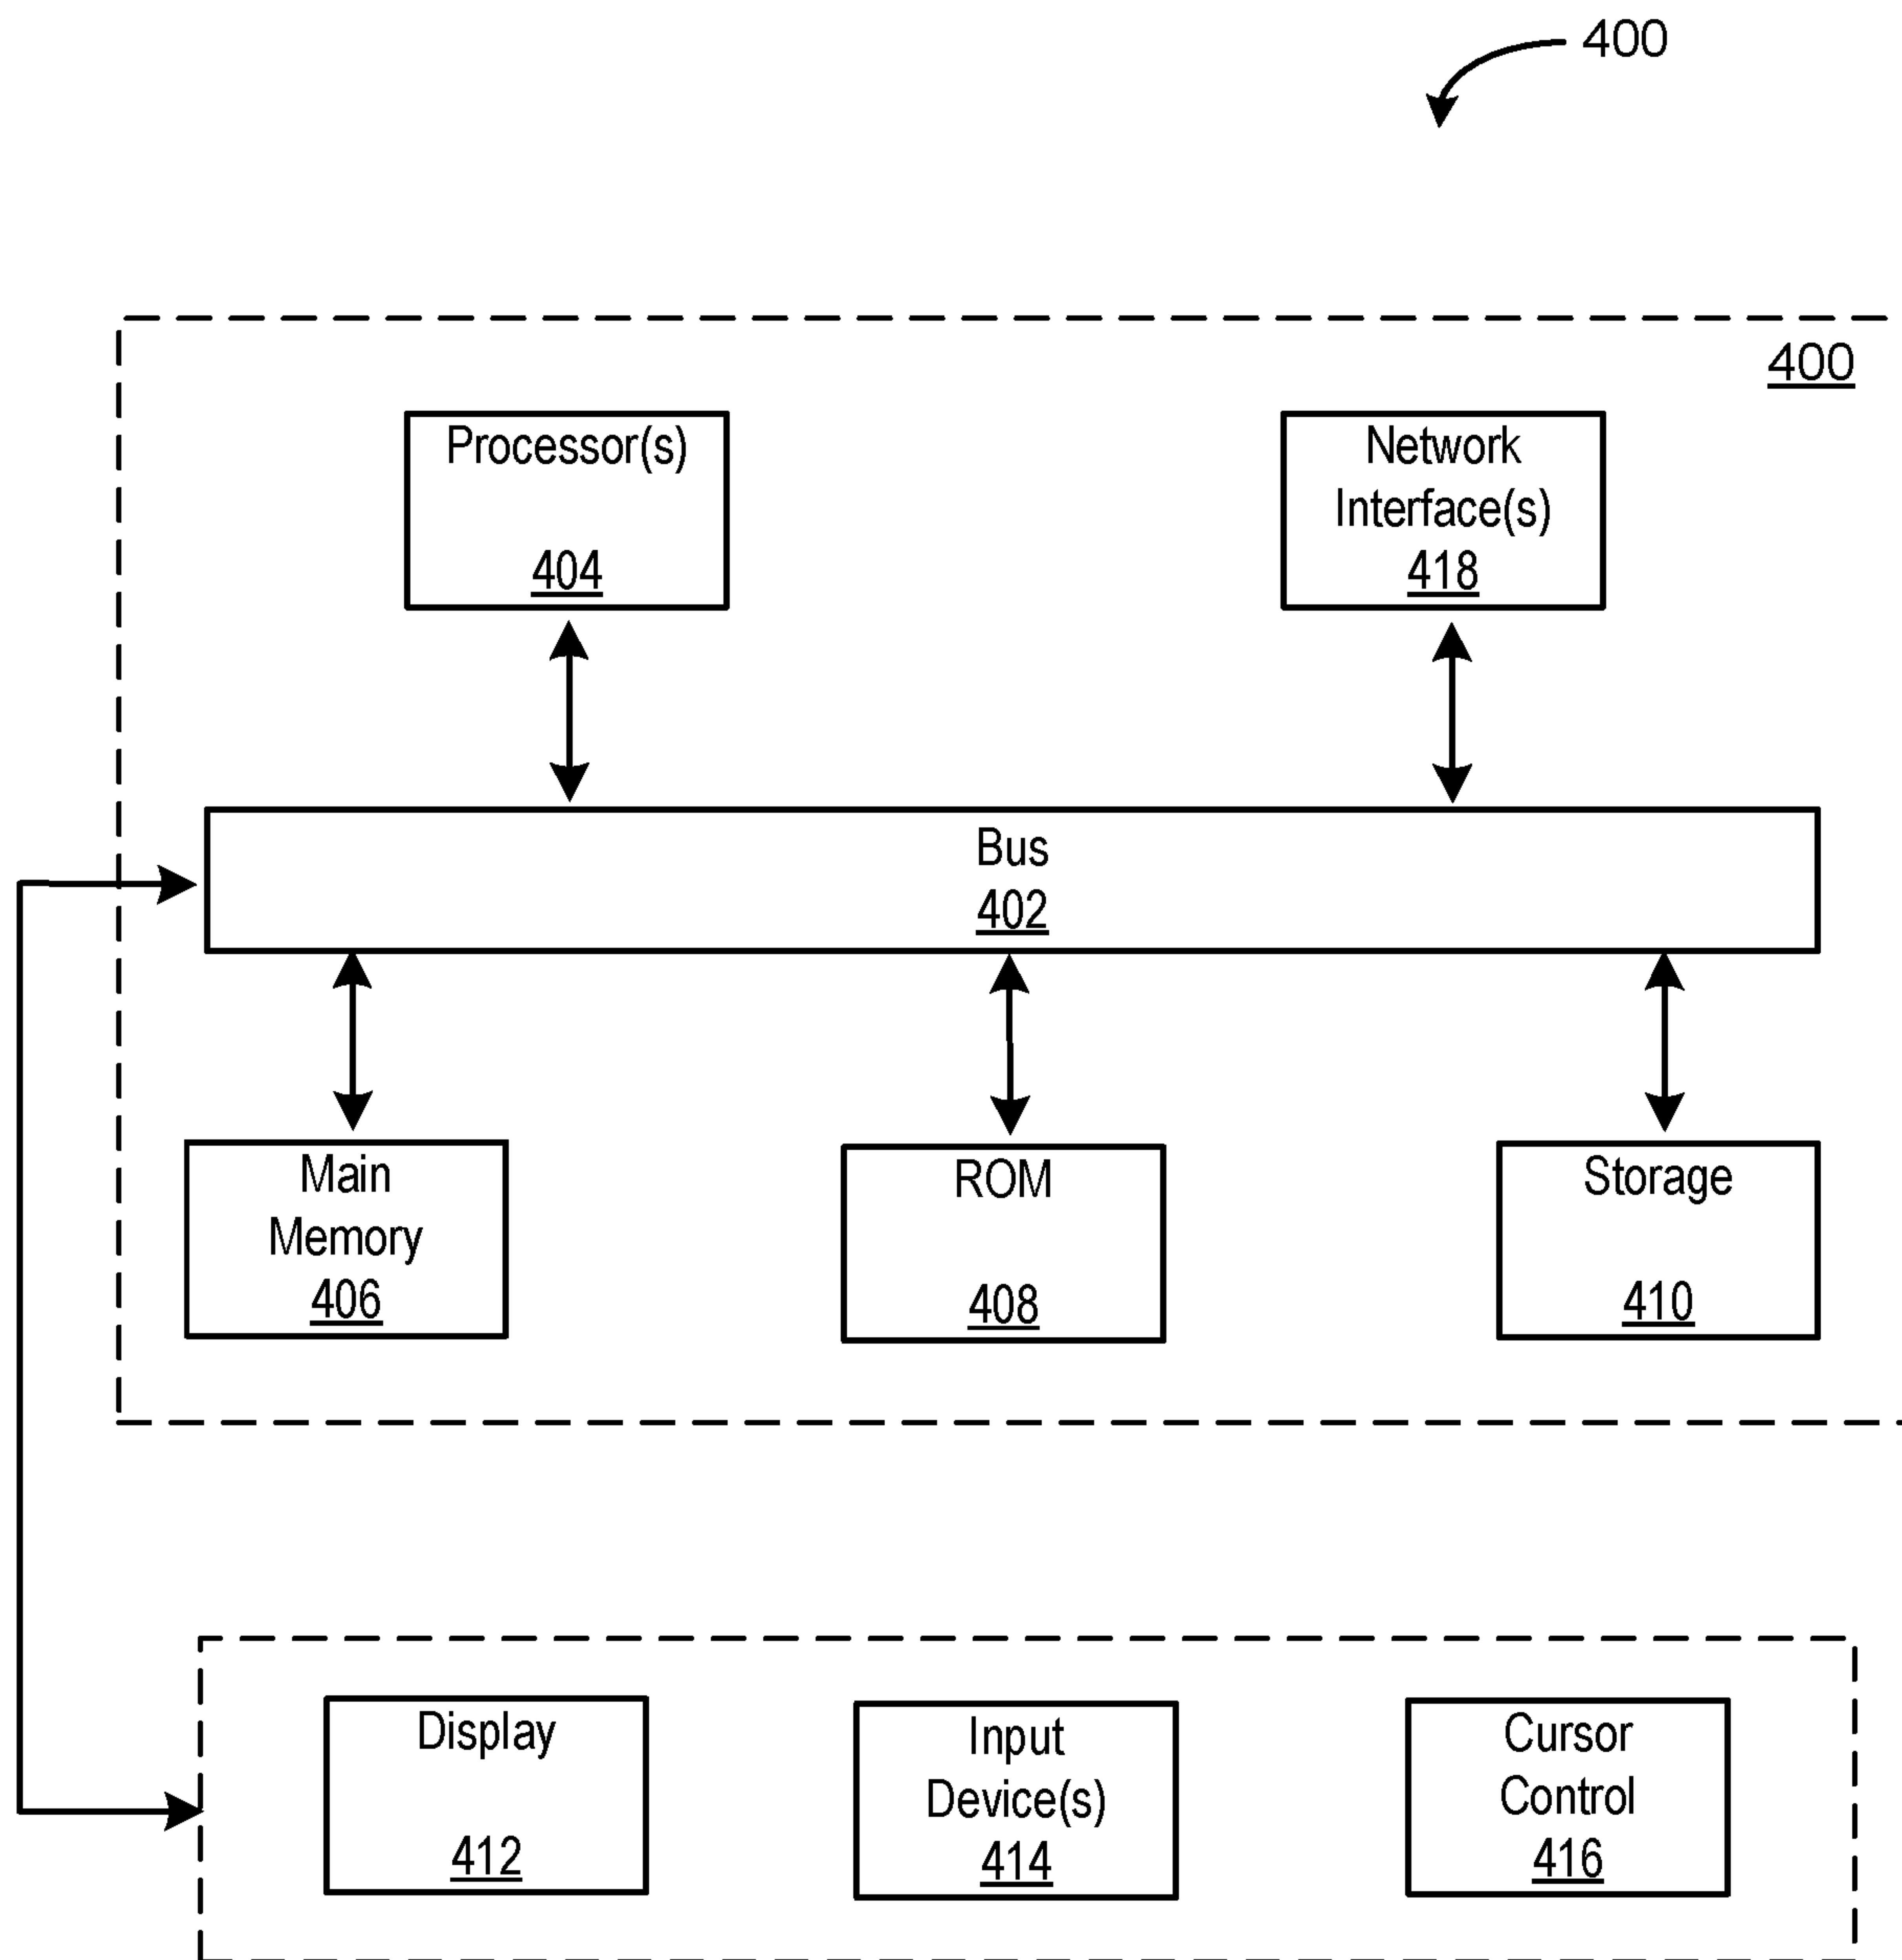 400
400
Processor(s)
404
Network
Interface(s)
418
Bus
402
Main
Memory
406
ROM
408
Storage
410
Display
412
Input
Device(s)
414
Cursor
Control
416